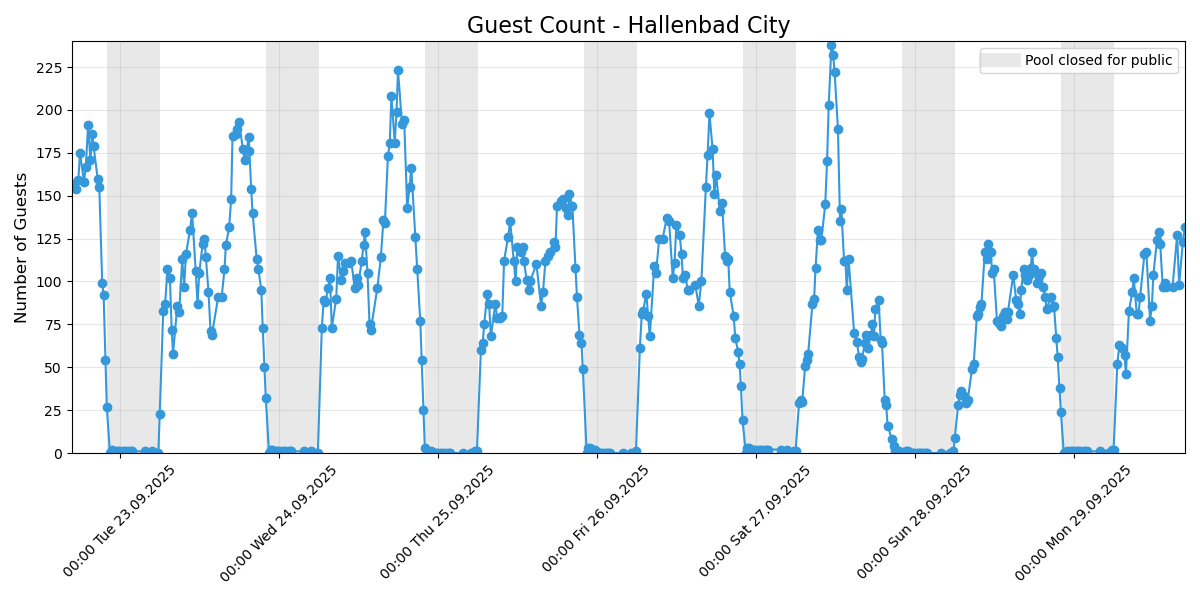 Guest Count - Hallenbad City
Pool closed for public
Number of Guests
225
200
175
150
125
100
75
50
25
0
00:00 Tue 23.09.2025
00:00 Wed 24.09.2025
00:00 Thu 25.09.2025
00:00 Fri 26.09.2025
00:00 Sat 27.09.2025
00:00 Sun 28.09.2025
00:00 Mon 29.09.2025